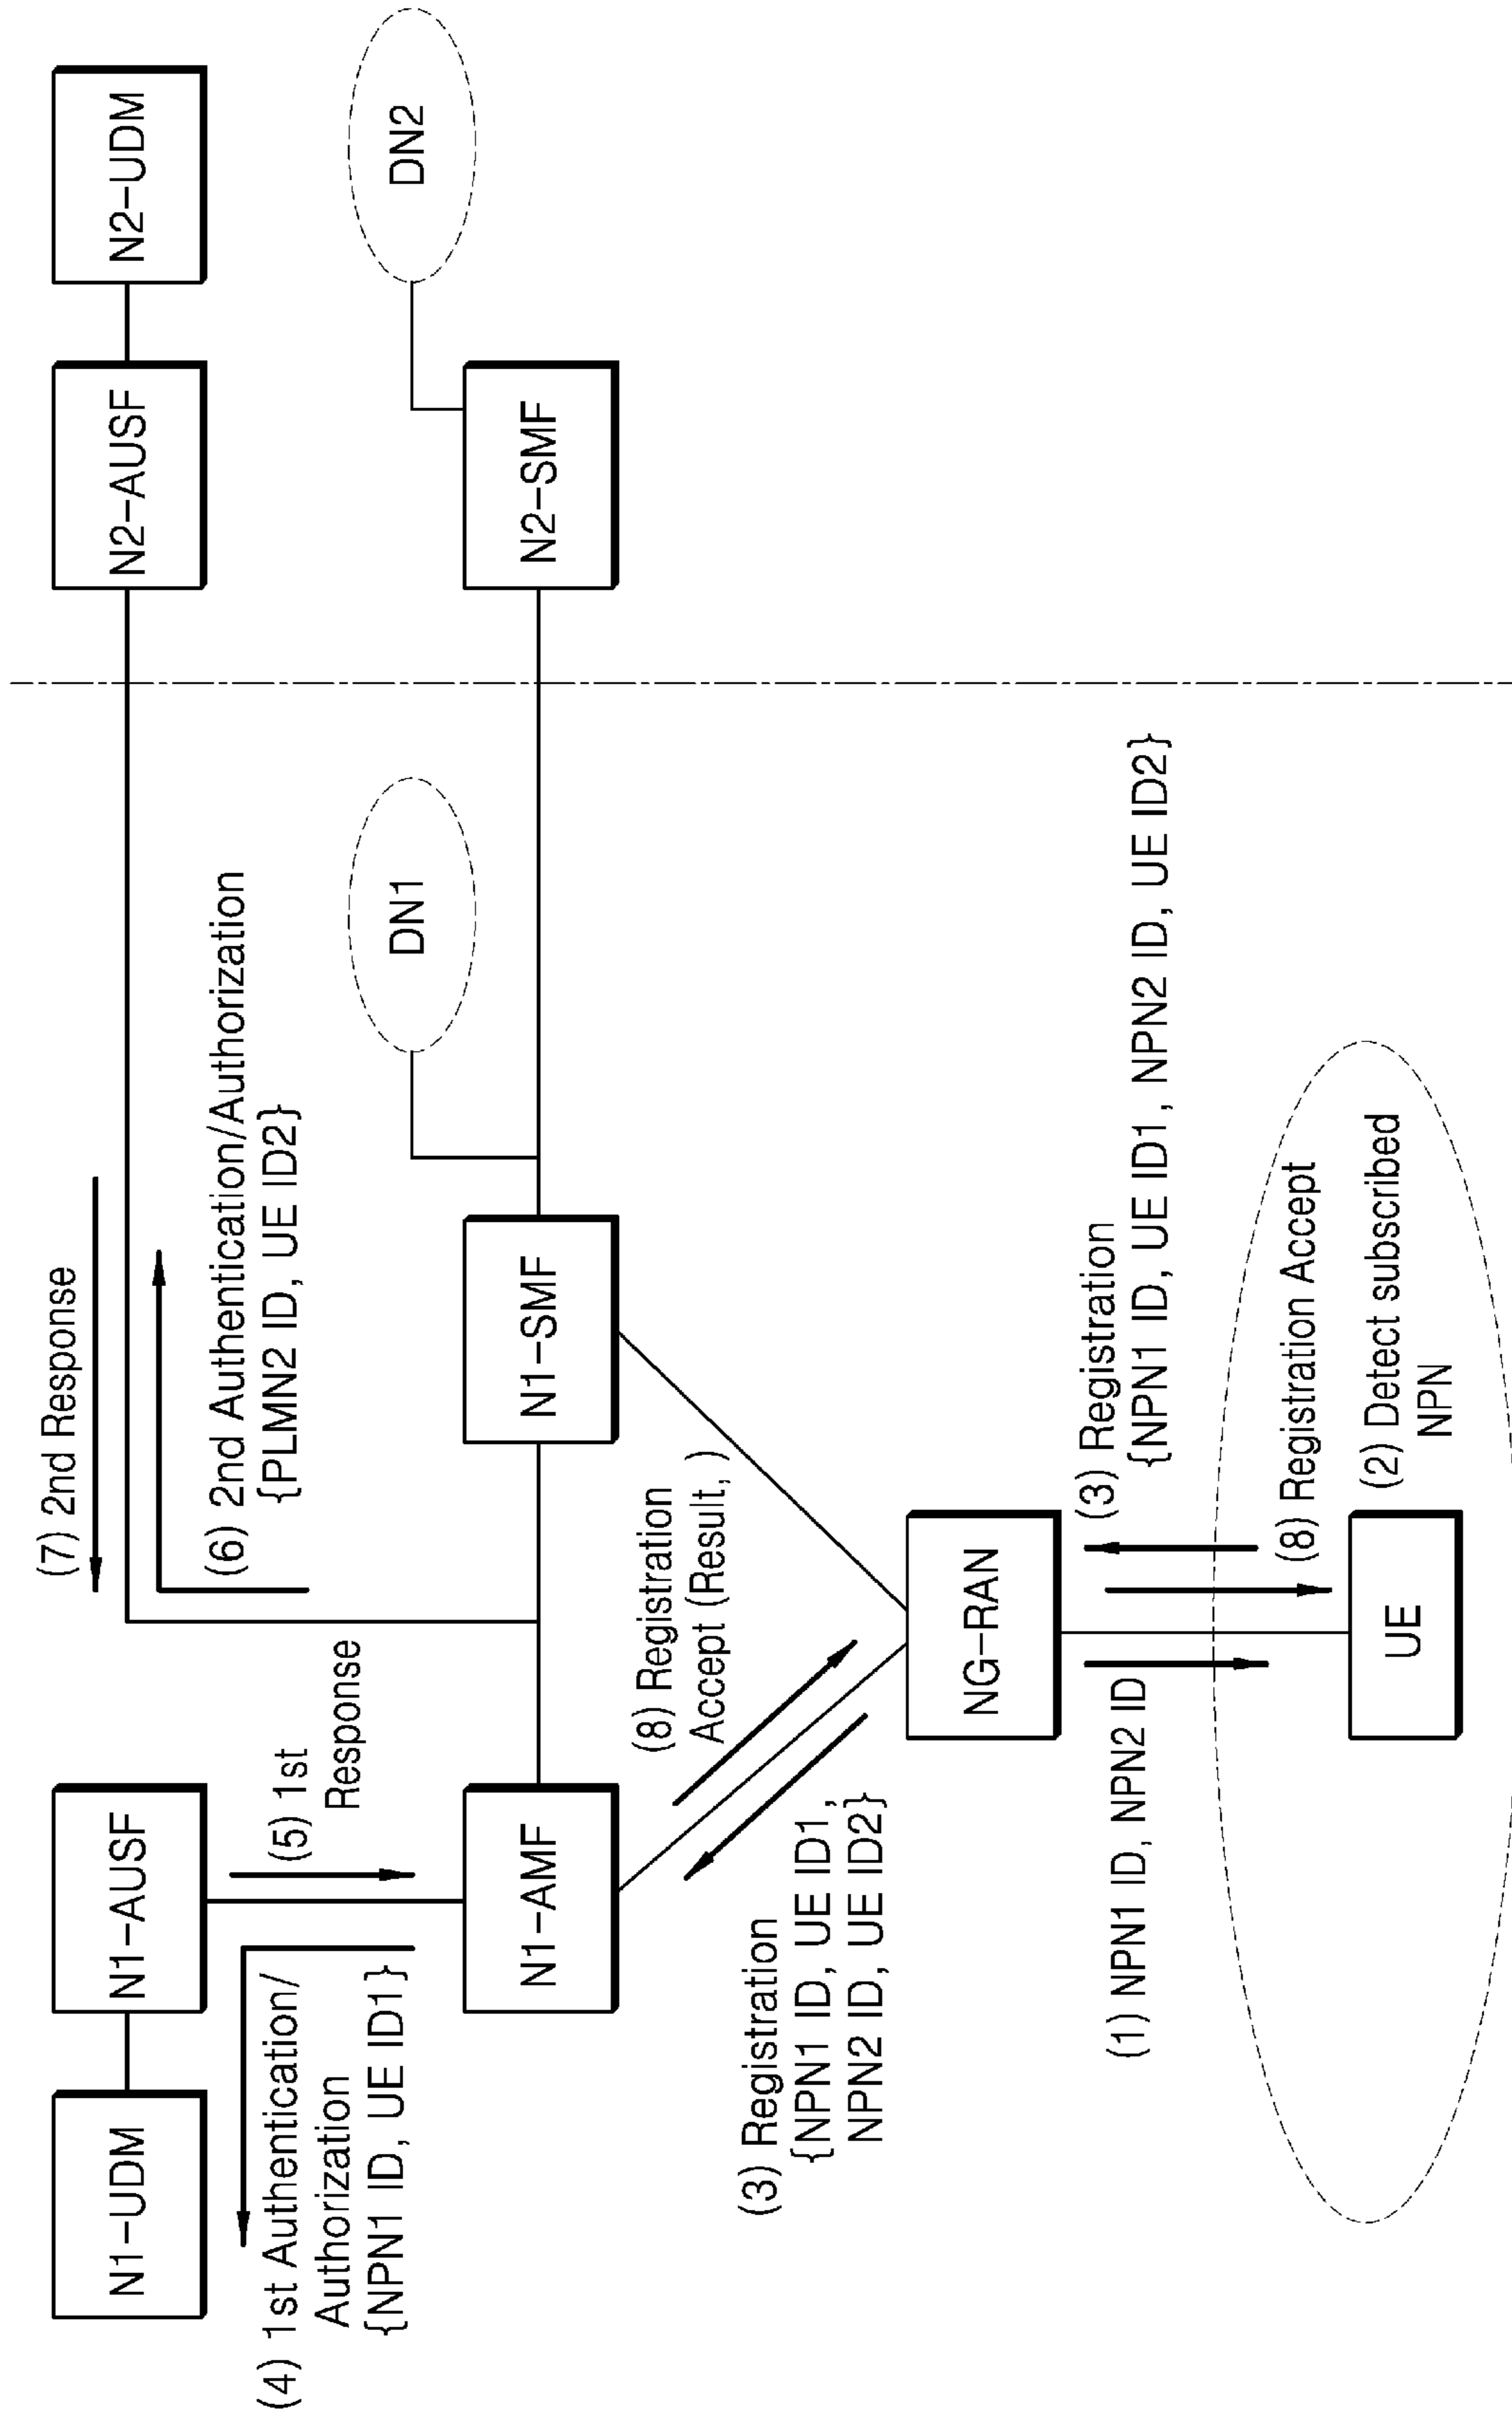 N1-UDM
N1-AUSF
N2-AUSF
N2-UDM
(7) 2nd Response
(4) 1st Authentication/
Authorization
{NPN1 ID, UE ID1}
(5) 1st
Response
(6) 2nd Authentication/Authorization
{PLMN2 ID, UE ID2}
DN1
DN2
N1-AMF
N1-SMF
N2-SMF
(8) Registration
Accept (Result, )
(3) Registration
{NPN1 ID, UE ID1,
NPN2 ID, UE ID2}
NG-RAN
(3) Registration
{NPN1 ID, UE ID1, NPN2 ID, UE ID2}
(1) NPN1 ID, NPN2 ID
(8) Registration Accept
(2) Detect subscribed
NPN
UE